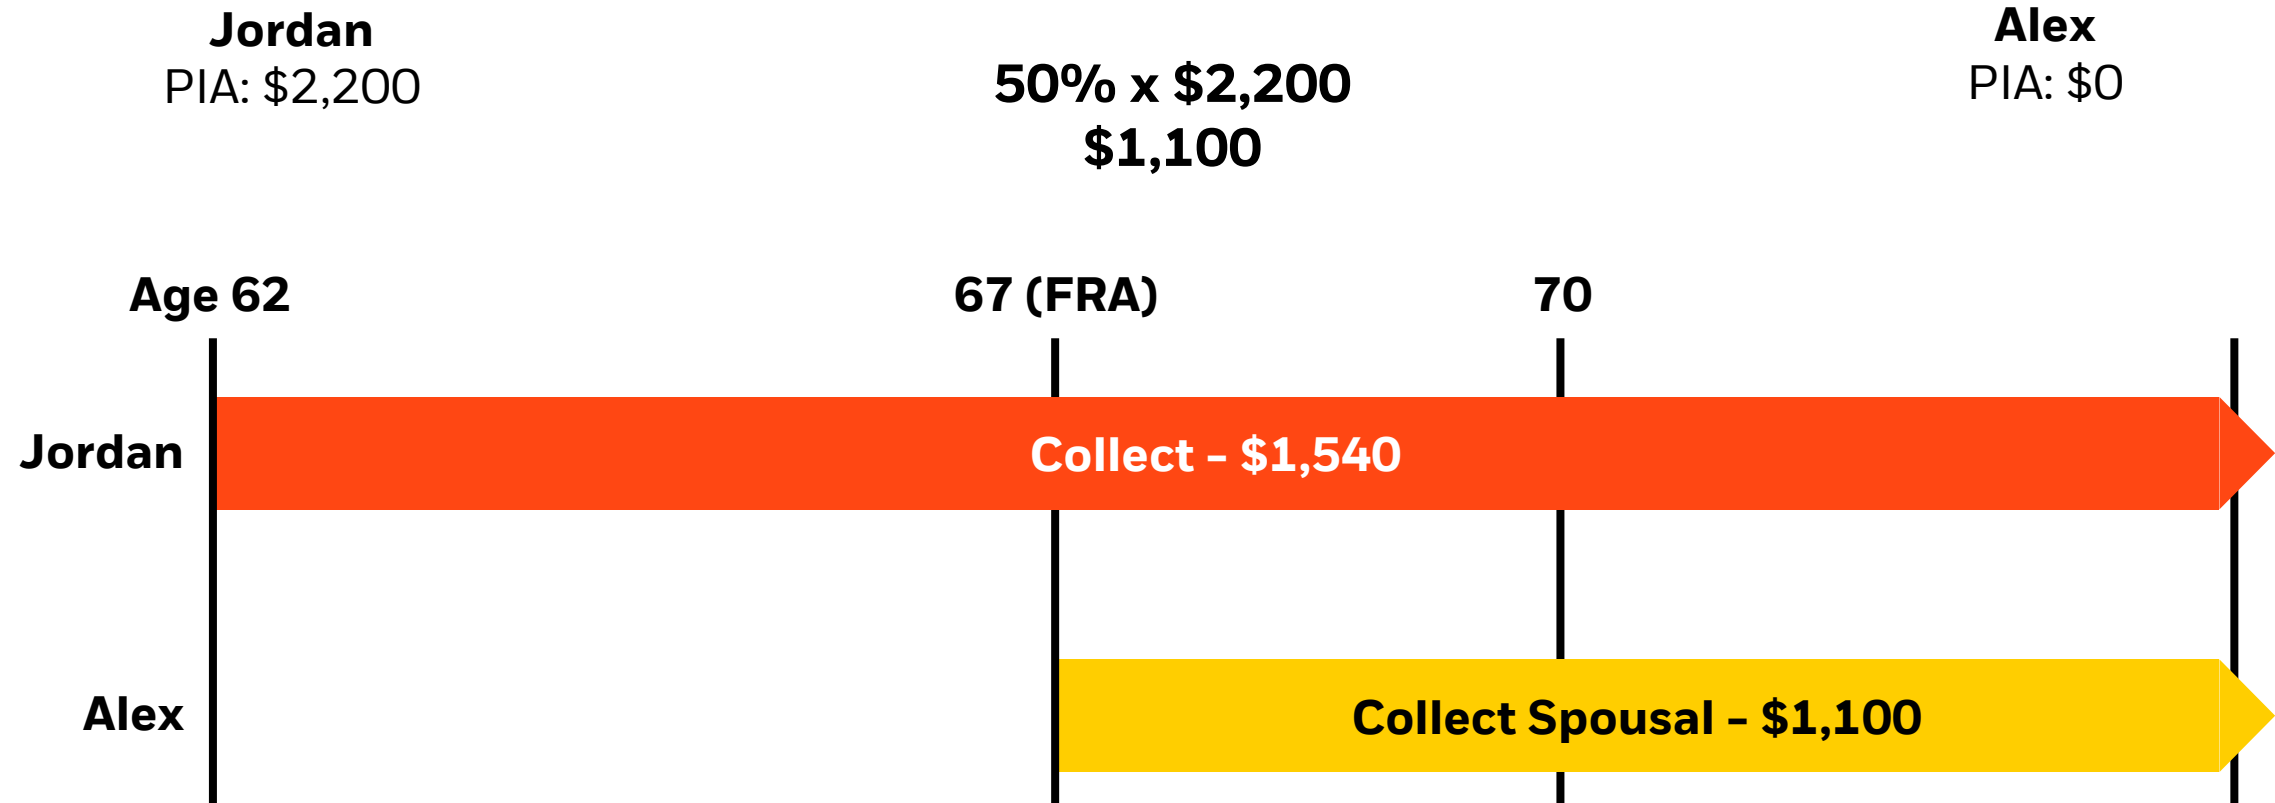 Jordan
PIA: $2,200
50% x $2,200
$1,100
Alex
PIA: $0
Age 62
67 (FRA)
70
Jordan
Collect - $1,540
Alex
Collect Spousal - $1,100